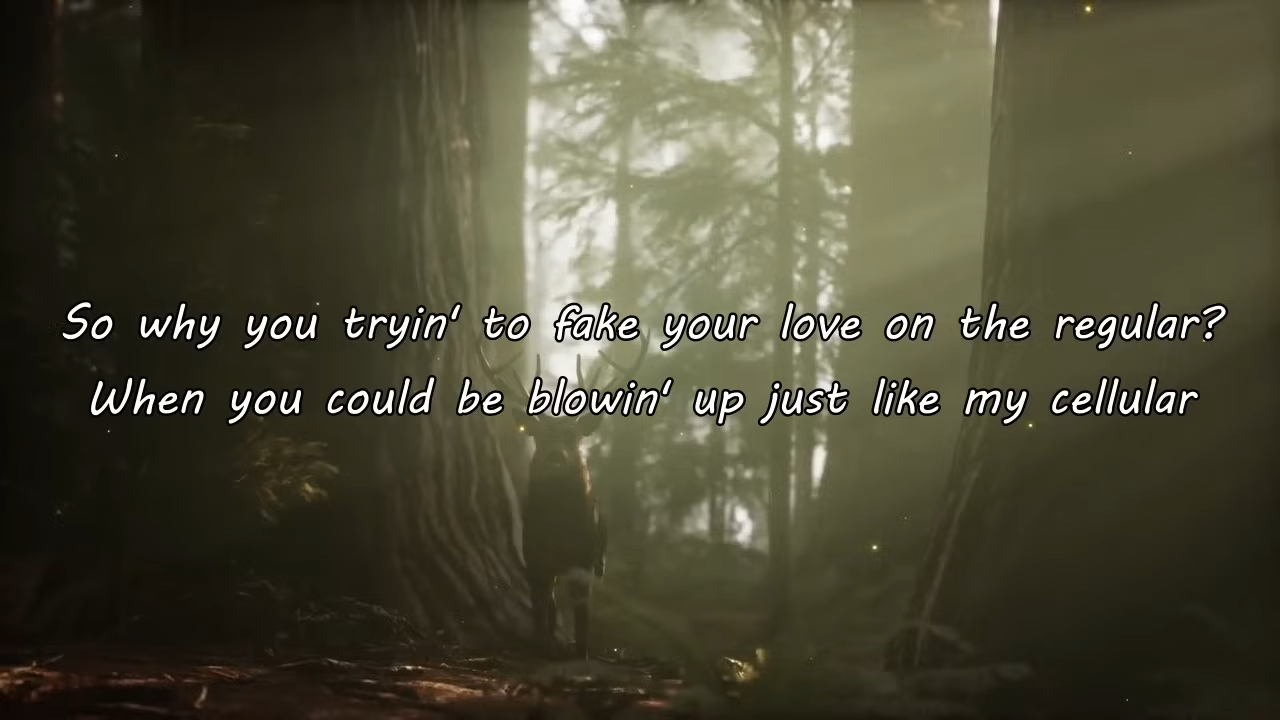 So why you tryin' to fake your love on the regular?
When you could be blowin' up just like my cellular